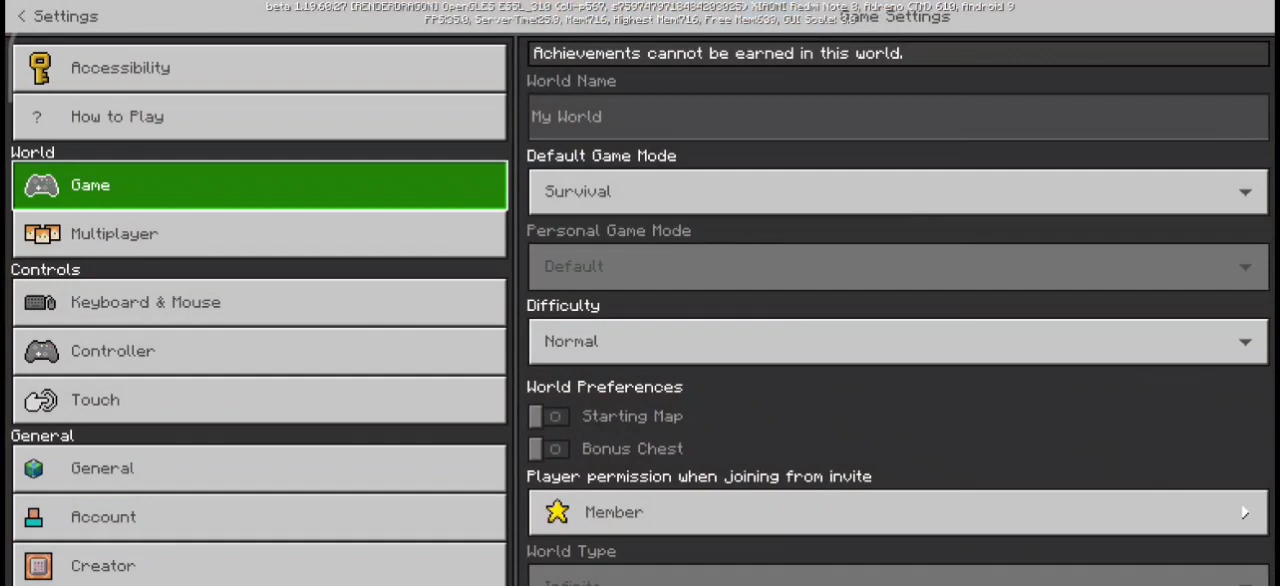 Settings
Game Settings
Accessibility
How to Play
World
Game
Multiplayer
Controls
Keyboard & Mouse
Controller
Touch
General
General
Account
Creator
Achievements cannot be earned in this world.
World Name
My World
Default Game Mode
Survival
Personal Game Mode
Default
Difficulty
Normal
World Preferences
Starting Map
Bonus Chest
Player permission when joining from invite
Member
World Type
Infinite